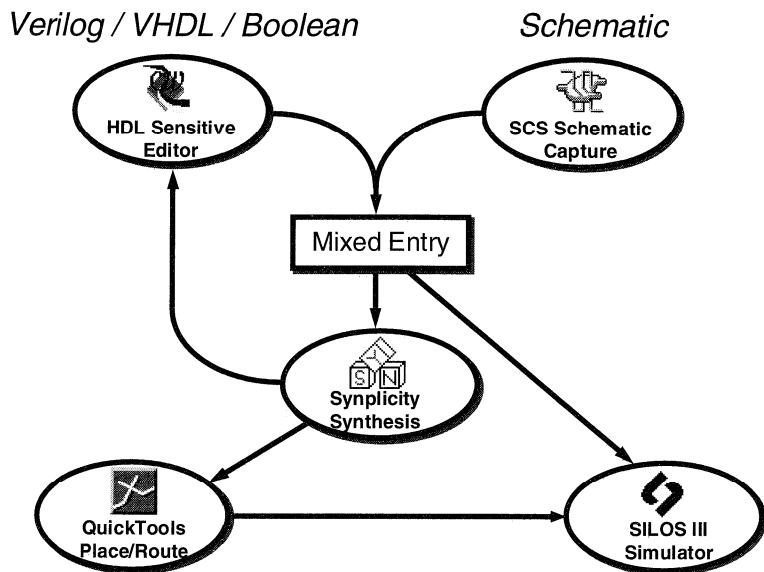 Verilog / VHDL / Boolean
Schematic
HDL Sensitive
Editor
SCS Schematic
Capture
Mixed Entry
S Y N
Synplicity
Synthesis
QuickTools
Place/Route
SILOS III
Simulator